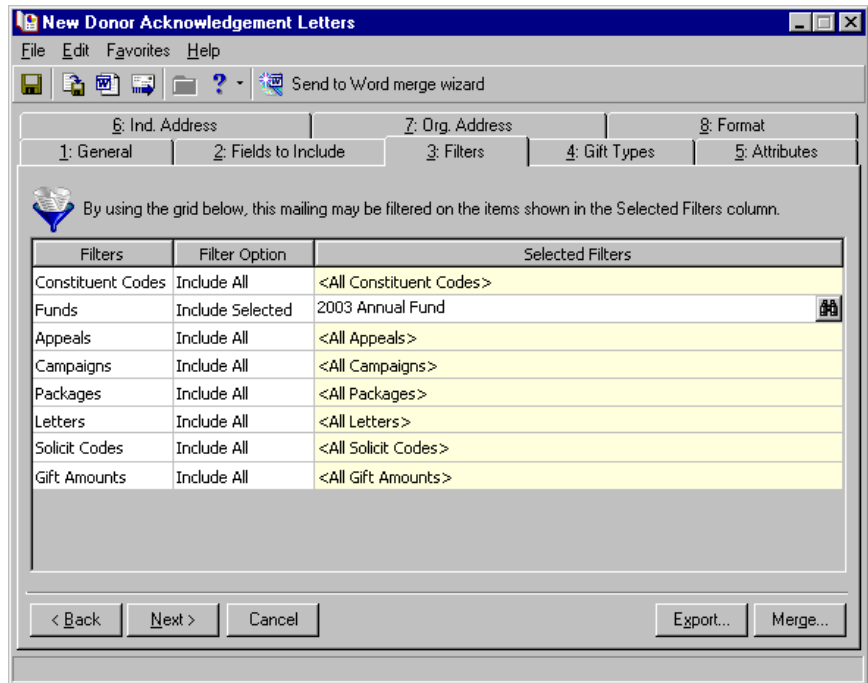 New Donor Acknowledgement Letters
File Edit Favorites Help
Send to Word merge wizard
6: Ind. Address 7: Org. Address 8: Format
1: General 2: Fields to Include 3: Filters 4: Gift Types 5: Attributes
By using the grid below, this mailing may be filtered on the items shown in the Selected Filters column.
Filters Filter Option Selected Filters
Constituent Codes Include All <All Constituent Codes>
Funds Include Selected 2003 Annual Fund
Appeals Include All <All Appeals>
Campaigns Include All <All Campaigns>
Packages Include All <All Packages>
Letters Include All <All Letters>
Solicit Codes Include All <All Solicit Codes>
Gift Amounts Include All <All Gift Amounts>
< Back Next > Cancel Export... Merge...